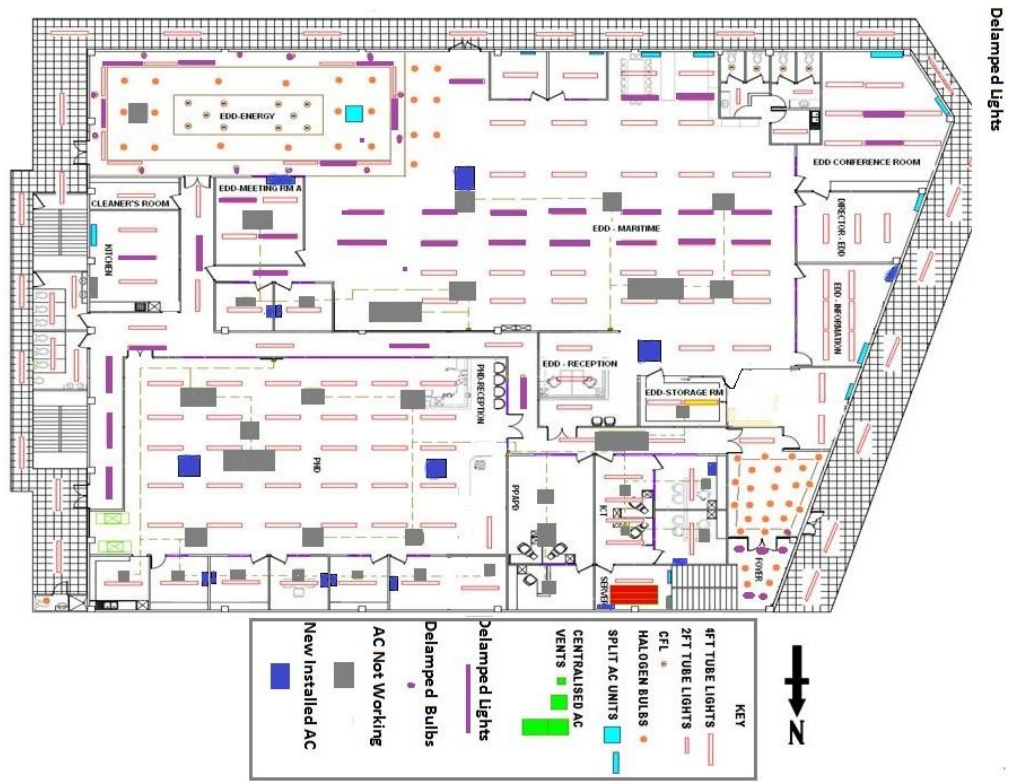 Delamped Lights
EDD-ENERGY
EDD CONFERENCE ROOM
CLEANER'S ROOM
EDD-MEETING RM A
DIRECTOR - EDD
EDD - MARITIME
KITCHEN
EDD - INFORMATION
EDD - RECEPTION
PHD-RECEPTION
EDD-STORAGE RM
PHD
PPAPD
ICT
FOYER
SERVER
KEY
4FT TUBE LIGHTS
2FT TUBE LIGHTS
CFL
HALOGEN BULBS
SPLIT AC UNITS
CENTRALISED AC
VENTS
Delamped Lights
Delamped Bulbs
AC Not Working
New Installed AC
N